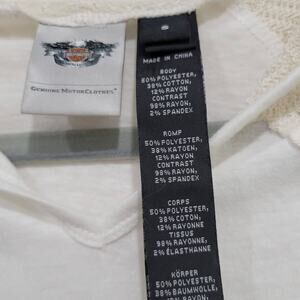 GENUINE MOTORCLOTHES
S
MADE IN CHINA
BODY
50% POLYESTER,
38% COTTON,
12% RAYON
CONTRAST
98% RAYON,
2% SPANDEX
ROMP
50% POLYESTER,
38% KATOEN,
12% RAYON
CONTRAST
98% RAYON,
2% SPANDEX
CORPS
50% POLYESTER,
38% COTON,
12% RAYONNE
TISSUS
98% RAYONNE,
2% ÉLASTHANNE
KÖRPER
50% POLYESTER,
38% BAUMWOLLE,